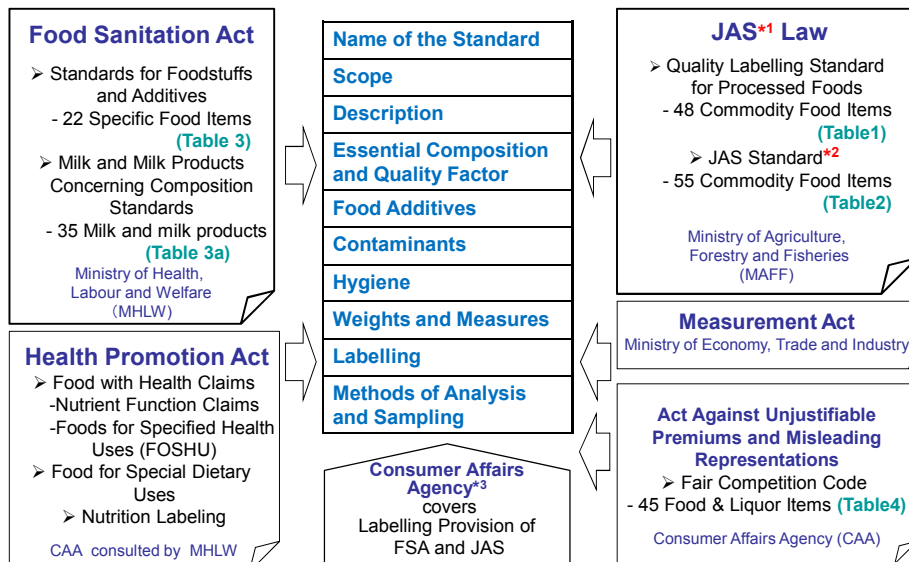 Food Sanitation Act
➢ Standards for Foodstuffs
and Additives
- 22 Specific Food Items
(Table 3)
➢ Milk and Milk Products
Concerning Composition
Standards
- 35 Milk and milk products
(Table 3a)
Ministry of Health,
Labour and Welfare
(MHLW)
Health Promotion Act
➢ Food with Health Claims
-Nutrient Function Claims
-Foods for Specified Health
Uses (FOSHU)
➢ Food for Special Dietary
Uses
➢ Nutrition Labeling
CAA consulted by MHLW
Name of the Standard
Scope
Description
Essential Composition
and Quality Factor
Food Additives
Contaminants
Hygiene
Weights and Measures
Labelling
Methods of Analysis
and Sampling
Consumer Affairs
Agency*3
covers
Labelling Provision of
FSA and JAS
JAS*1 Law
➢ Quality Labelling Standard
for Processed Foods
- 48 Commodity Food Items
(Table1)
➢ JAS Standard*2
- 55 Commodity Food Items
(Table2)
Ministry of Agriculture,
Forestry and Fisheries
(MAFF)
Measurement Act
Ministry of Economy, Trade and Industry
Act Against Unjustifiable
Premiums and Misleading
Representations
➢ Fair Competition Code
- 45 Food & Liquor Items (Table4)
Consumer Affairs Agency (CAA)